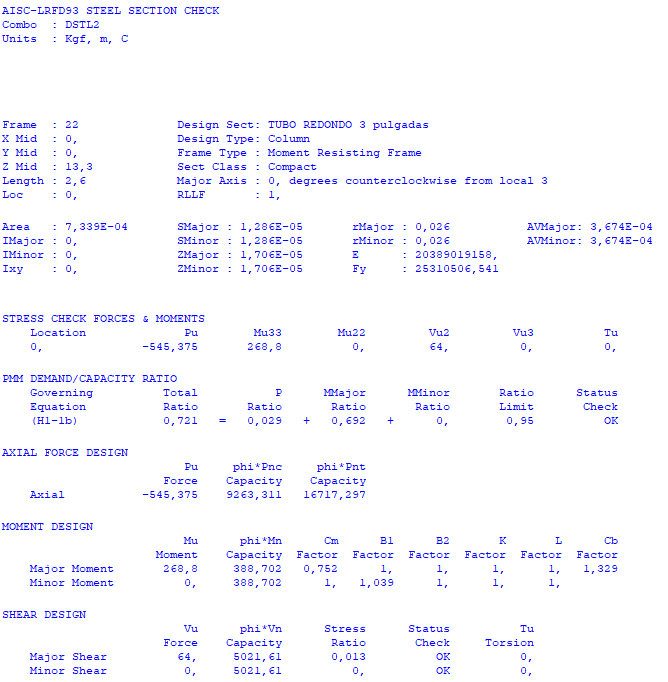 AISC-LRFD93 STEEL SECTION CHECK
Combo  : DSTL2
Units  : Kgf, m, C
Frame  : 22                Design Sect: TUBO REDONDO 3 pulgadas
X Mid  : 0,                Design Type: Column
Y Mid  : 0,                Frame Type : Moment Resisting Frame
Z Mid  : 13,3              Sect Class : Compact
Length : 2,6               Major Axis : 0, degrees counterclockwise from local 3
Loc    : 0,                RLLF       : 1,
Area   : 7,339E-04         SMajor : 1,286E-05       rMajor : 0,026           AVMajor: 3,674E-04
IMajor : 0,                SMinor : 1,286E-05       rMinor : 0,026           AVMinor: 3,674E-04
IMinor : 0,                ZMajor : 1,706E-05       E      : 20389019158,
Ixy    : 0,                ZMinor : 1,706E-05       Fy     : 25310506,541
STRESS CHECK FORCES & MOMENTS
Location              Pu        Mu33        Mu22        Vu2         Vu3          Tu
0,              -545,375       268,8          0,        64,          0,          0,
PMM DEMAND/CAPACITY RATIO
Governing          Total           P      MMajor      MMinor       Ratio      Status
Equation           Ratio       Ratio       Ratio       Ratio       Limit       Check
(H1-1b)            0,721   =   0,029   +   0,692   +      0,        0,95          OK
AXIAL FORCE DESIGN
Pu     phi*Pnc    phi*Pnt
Force    Capacity   Capacity
Axial           -545,375    9263,311  16717,297
MOMENT DESIGN
Mu      phi*Mn      Cm      B1      B2       K       L      Cb
Moment    Capacity  Factor  Factor  Factor  Factor  Factor  Factor
Major Moment        268,8     388,702   0,752      1,      1,      1,      1,   1,329
Minor Moment           0,     388,702      1,   1,039      1,      1,      1,
SHEAR DESIGN
Vu      phi*Vn      Stress      Status          Tu
Force    Capacity       Ratio       Check     Torsion
Major Shear           64,     5021,61       0,013          OK          0,
Minor Shear            0,     5021,61          0,          OK          0,